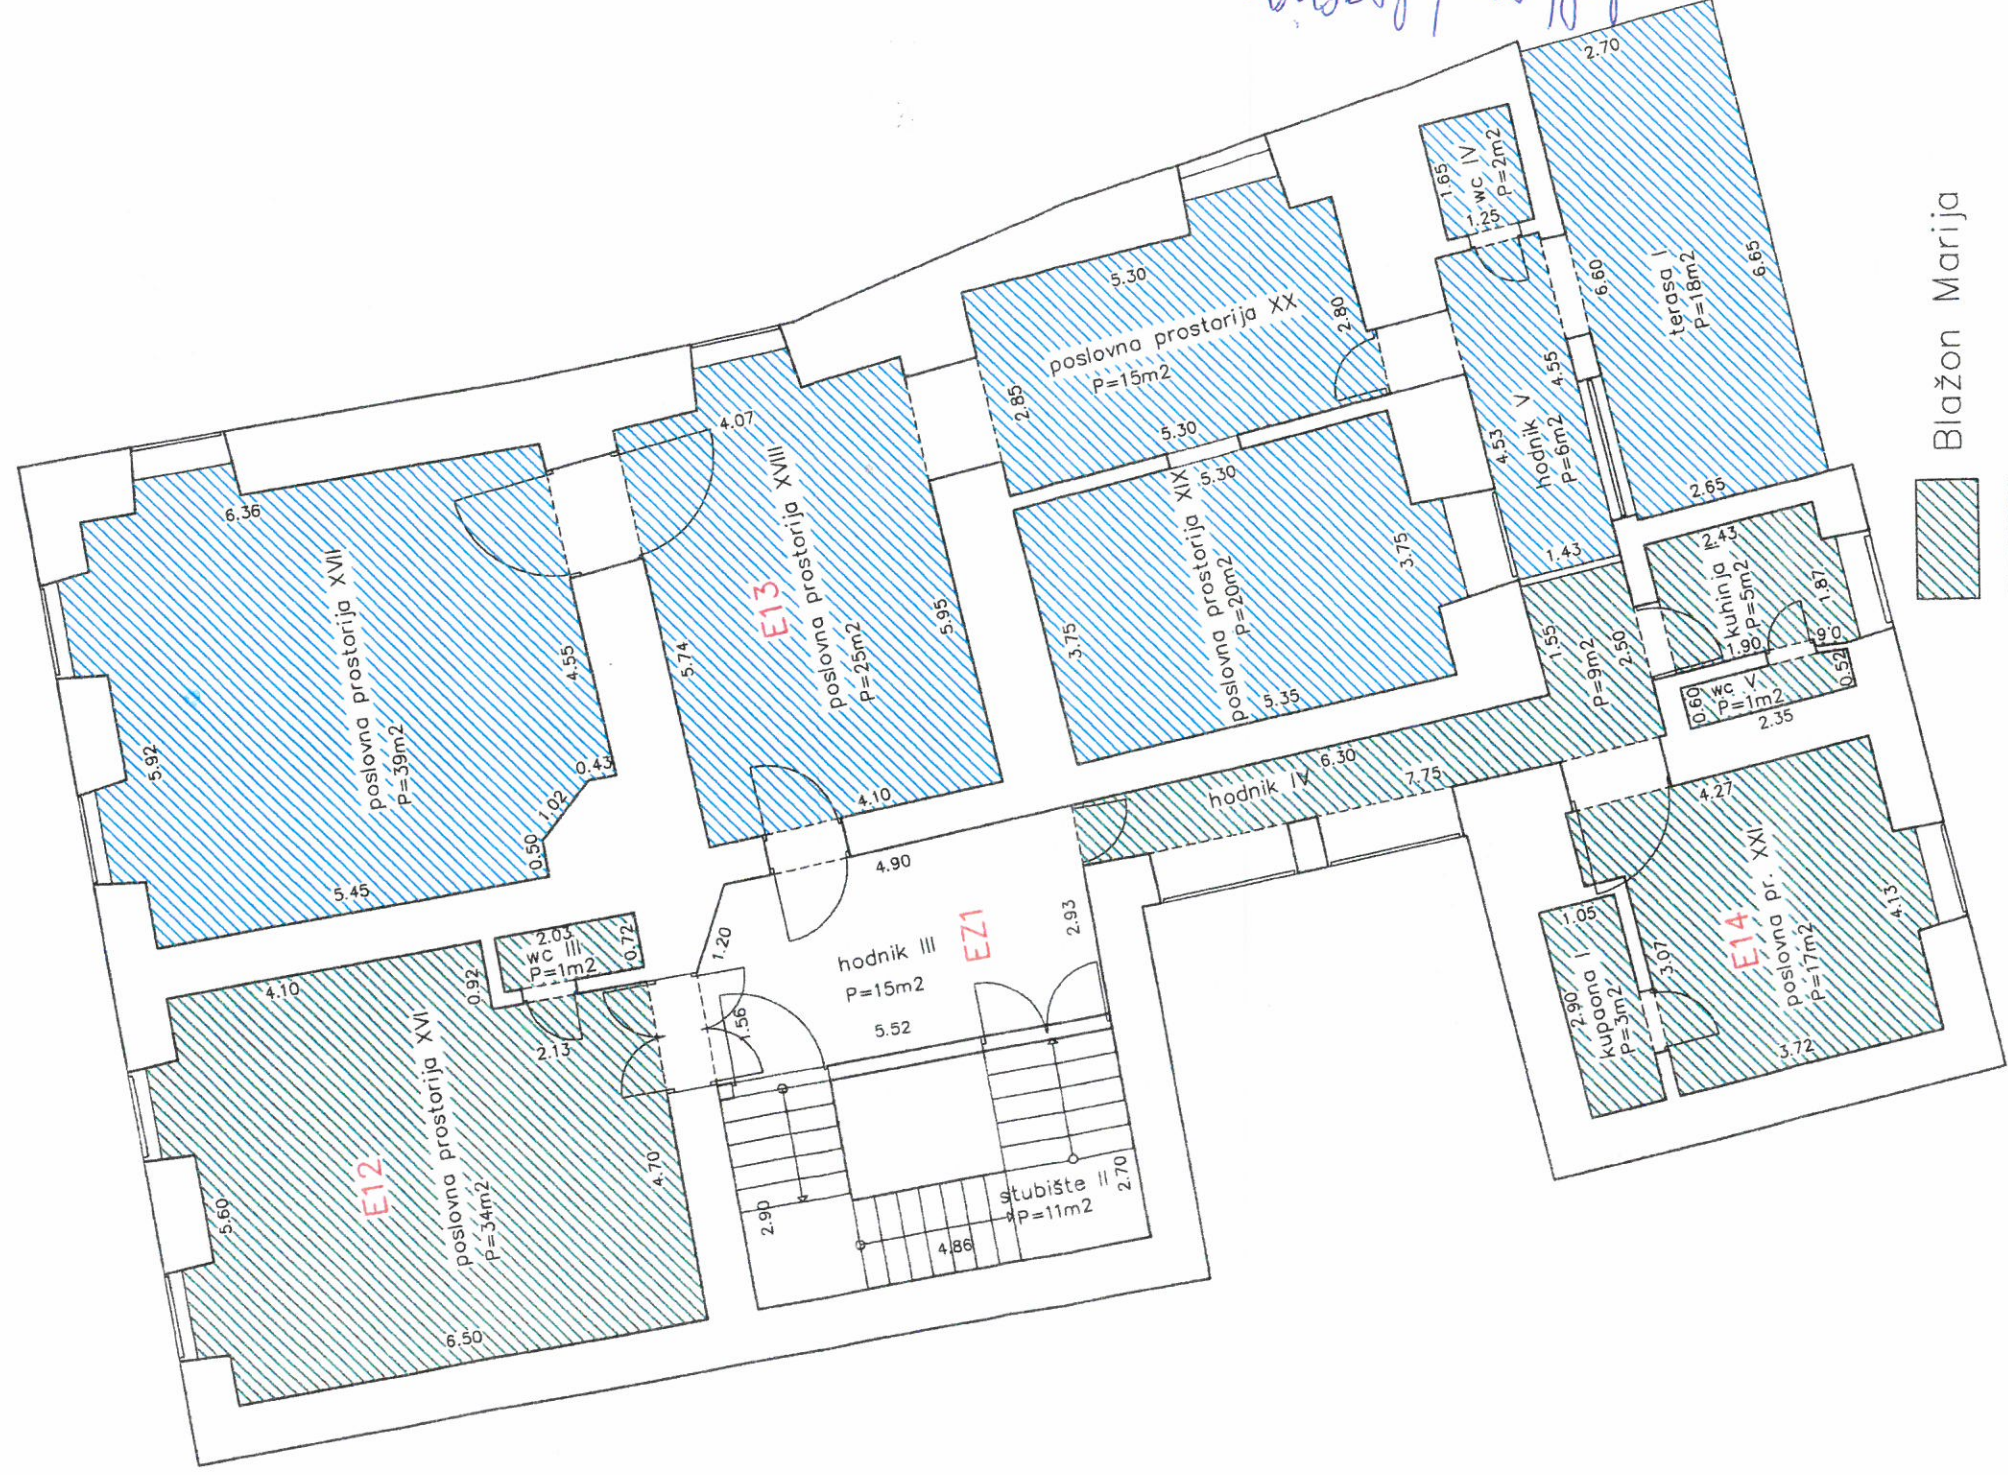 2.70
1.65
wc IV
P=2m2
1.25
6.60
terasa I
P=18m2
6.65
5.30
poslovna prostorija XX
P=15m2
2.80
2.85
5.30
4.07
6.36
poslovna prostorija XVII
P=39m2
4.55
5.92
0.43
1.02
0.50
5.45
E13
poslovna prostorija XVIII
P=25m2
5.74
5.95
4.10
poslovna prostorija XIX
P=20m2
5.30
3.75
3.75
5.35
4.53
hodnik V
P=6m2
4.55
1.43
2.65
2.43
kuhinja
P=5m2
1.87
1.90
1.55
P=9m2
2.50
0.60
wc V
P=1m2
0.52
2.35
hodnik IV
6.30
7.75
4.90
2.03
wc III
P=1m2
0.72
0.92
4.10
2.13
1.20
1.56
hodnik III
P=15m2
EZ1
5.52
2.93
E12
poslovna prostorija XVI
P=34m2
5.60
4.70
6.50
2.90
4.86
stubište II
P=11m2
2.70
4.27
E14
poslovna pr. XXI
P=17m2
4.13
1.05
3.07
2.90
kupaona I
P=3m2
3.72
Blažon Marija